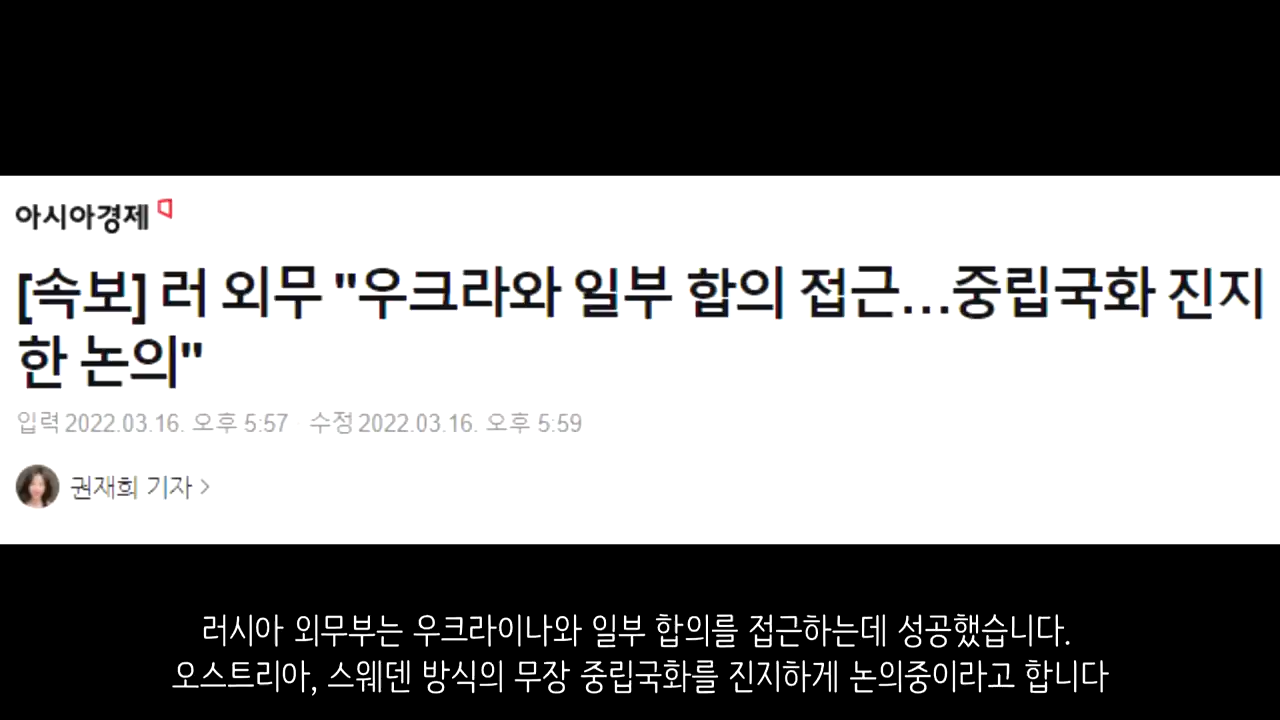 아시아경제
[속보] 러 외무 "우크라와 일부 합의 접근…중립국화 진지
한 논의"
입력 2022.03.16. 오후 5:57 수정 2022.03.16. 오후 5:59
권재희 기자 >
러시아 외무부는 우크라이나와 일부 합의를 접근하는데 성공했습니다.
오스트리아, 스웨덴 방식의 무장 중립국화를 진지하게 논의중이라고 합니다